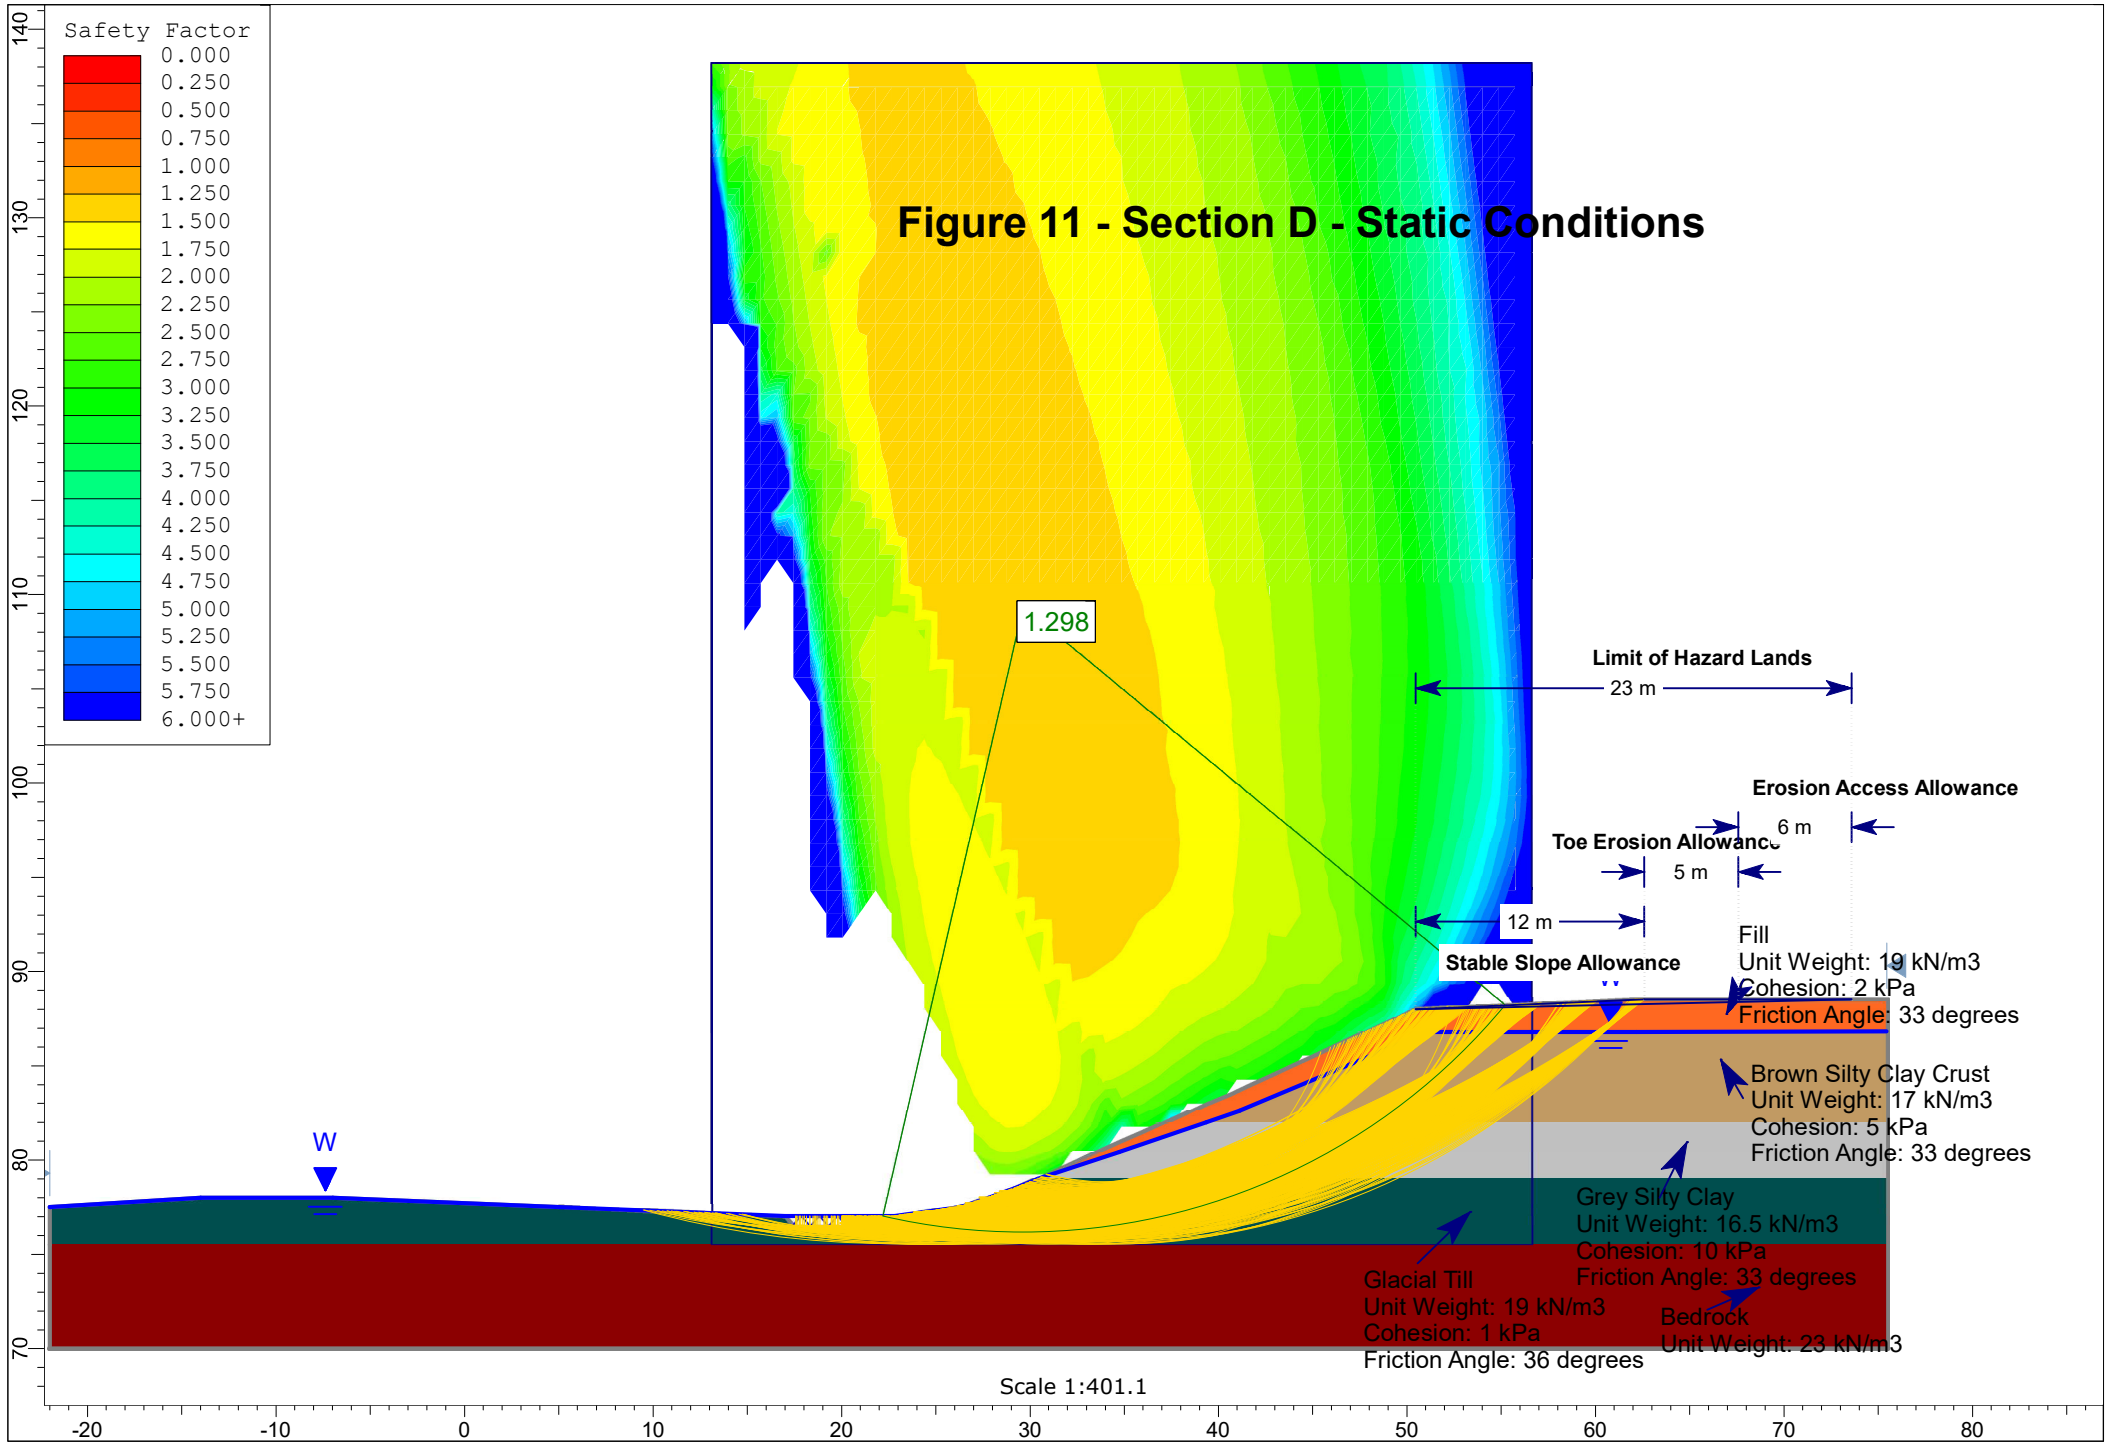 Safety Factor
0.000
0.250
0.500
0.750
1.000
1.250
1.500
1.750
2.000
2.250
2.500
2.750
3.000
3.250
3.500
3.750
4.000
4.250
4.500
4.750
5.000
5.250
5.500
5.750
6.000+
140
130
120
110
100
90
80
70
Figure 11 - Section D - Static Conditions
1.298
Limit of Hazard Lands
23 m
Erosion Access Allowance
6 m
Toe Erosion Allowance
5 m
12 m
Stable Slope Allowance
W
W
Fill
Unit Weight: 19 kN/m3
Cohesion: 2 kPa
Friction Angle: 33 degrees
Brown Silty Clay Crust
Unit Weight: 17 kN/m3
Cohesion: 5 kPa
Friction Angle: 33 degrees
Grey Silty Clay
Unit Weight: 16.5 kN/m3
Cohesion: 10 kPa
Friction Angle: 33 degrees
Glacial Till
Unit Weight: 19 kN/m3
Cohesion: 1 kPa
Friction Angle: 36 degrees
Bedrock
Unit Weight: 23 kN/m3
Scale 1:401.1
-20 -10 0 10 20 30 40 50 60 70 80